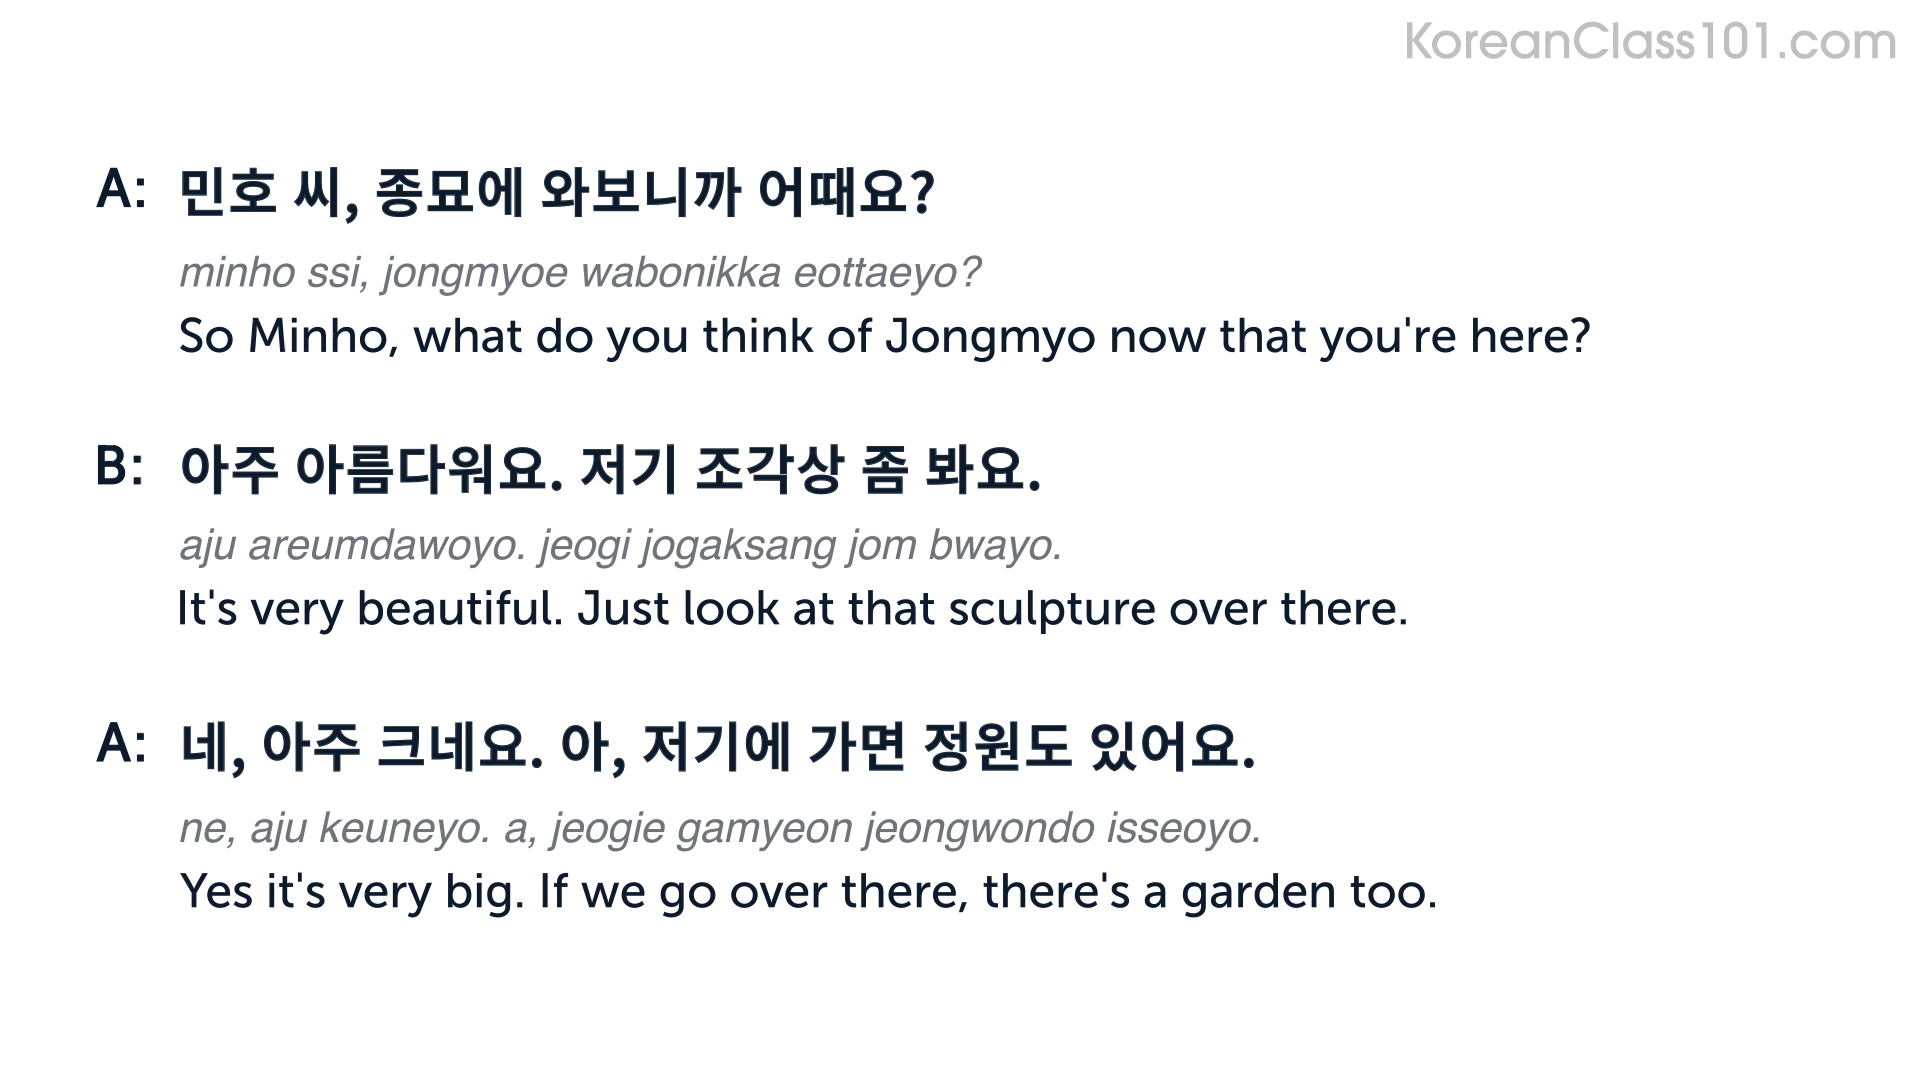 KoreanClass101.com
A: 민호 씨, 종묘에 와보니까 어때요?
minho ssi, jongmyoe wabonikka eottaeyo?
So Minho, what do you think of Jongmyo now that you're here?
B: 아주 아름다워요. 저기 조각상 좀 봐요.
aju areumdawoyo. jeogi jogaksang jom bwayo.
It's very beautiful. Just look at that sculpture over there.
A: 네, 아주 크네요. 아, 저기에 가면 정원도 있어요.
ne, aju keuneyo. a, jeogie gamyeon jeongwondo isseoyo.
Yes it's very big. If we go over there, there's a garden too.